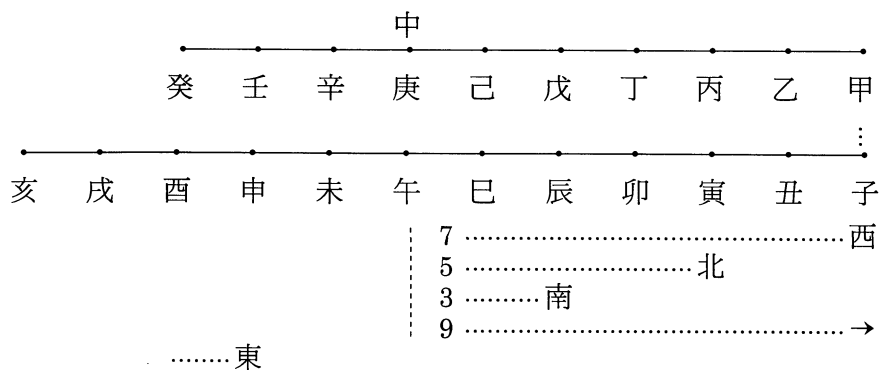 中
癸 壬 辛 庚 己 戊 丁 丙 乙 甲
亥 戌 酉 申 未 午 巳 辰 卯 寅 丑 子
7 ……………………………… 西
5 …………………… 北
3 ……… 南
9 ……………………………… →
……… 東